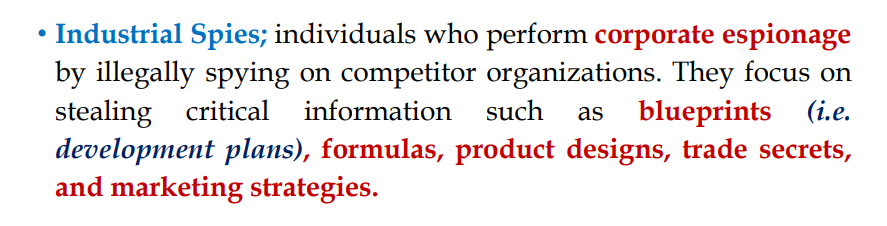 • Industrial Spies; individuals who perform corporate espionage
by illegally spying on competitor organizations. They focus on
stealing critical information such as blueprints (i.e.
development plans), formulas, product designs, trade secrets,
and marketing strategies.